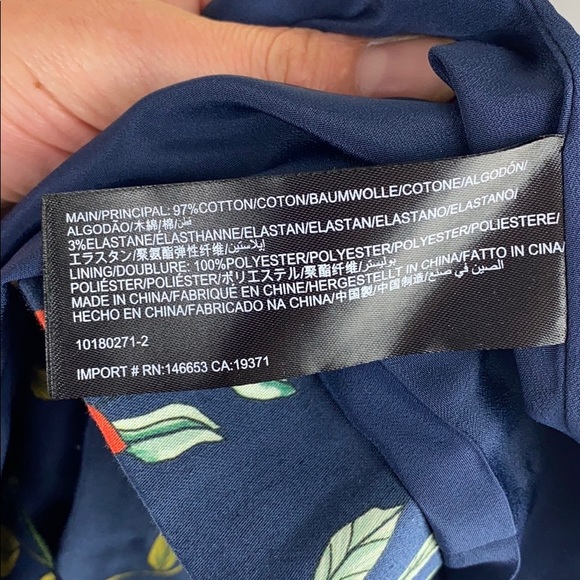 MAIN/PRINCIPAL: 97%COTTON/COTON/BAUMWOLLE/COTONE/ALGODÓN/
ALGODÃO/木綿/棉/قطن
3%ELASTANE/ÉLASTHANNE/ELASTAN/ELASTAN/ELASTANO/ELASTANO/
エラスタン/聚氨酯弹性纤维/إيلاستين
LINING/DOUBLURE: 100%POLYESTER/POLYESTER/POLYESTER/POLIESTERE/
POLIÉSTER/POLIÉSTER/ポリエステル/聚酯纤维/بوليستر
MADE IN CHINA/FABRIQUÉ EN CHINE/HERGESTELLT IN CHINA/FATTO IN CINA/
HECHO EN CHINA/FABRICADO NA CHINA/中国製/中国制造/الصين في صنع
10180271-2
IMPORT # RN:146653 CA:19371